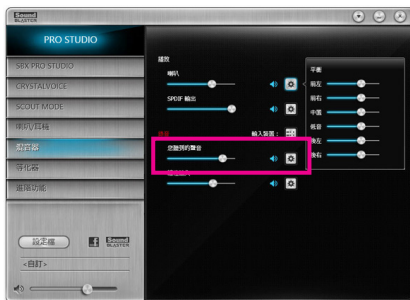 Sound
BLASTER
PRO STUDIO
SBX PRO STUDIO
CRYSTALVOICE
SCOUT MODE
喇叭/耳機
混音器
等化器
進階功能
設定檔
Sound
BLASTER
<自訂>
播放
喇叭
SPDIF 輸出
錄音
輸入裝置：
您聽到的聲音
平衡
前左
前右
中置
低音
後左
後右